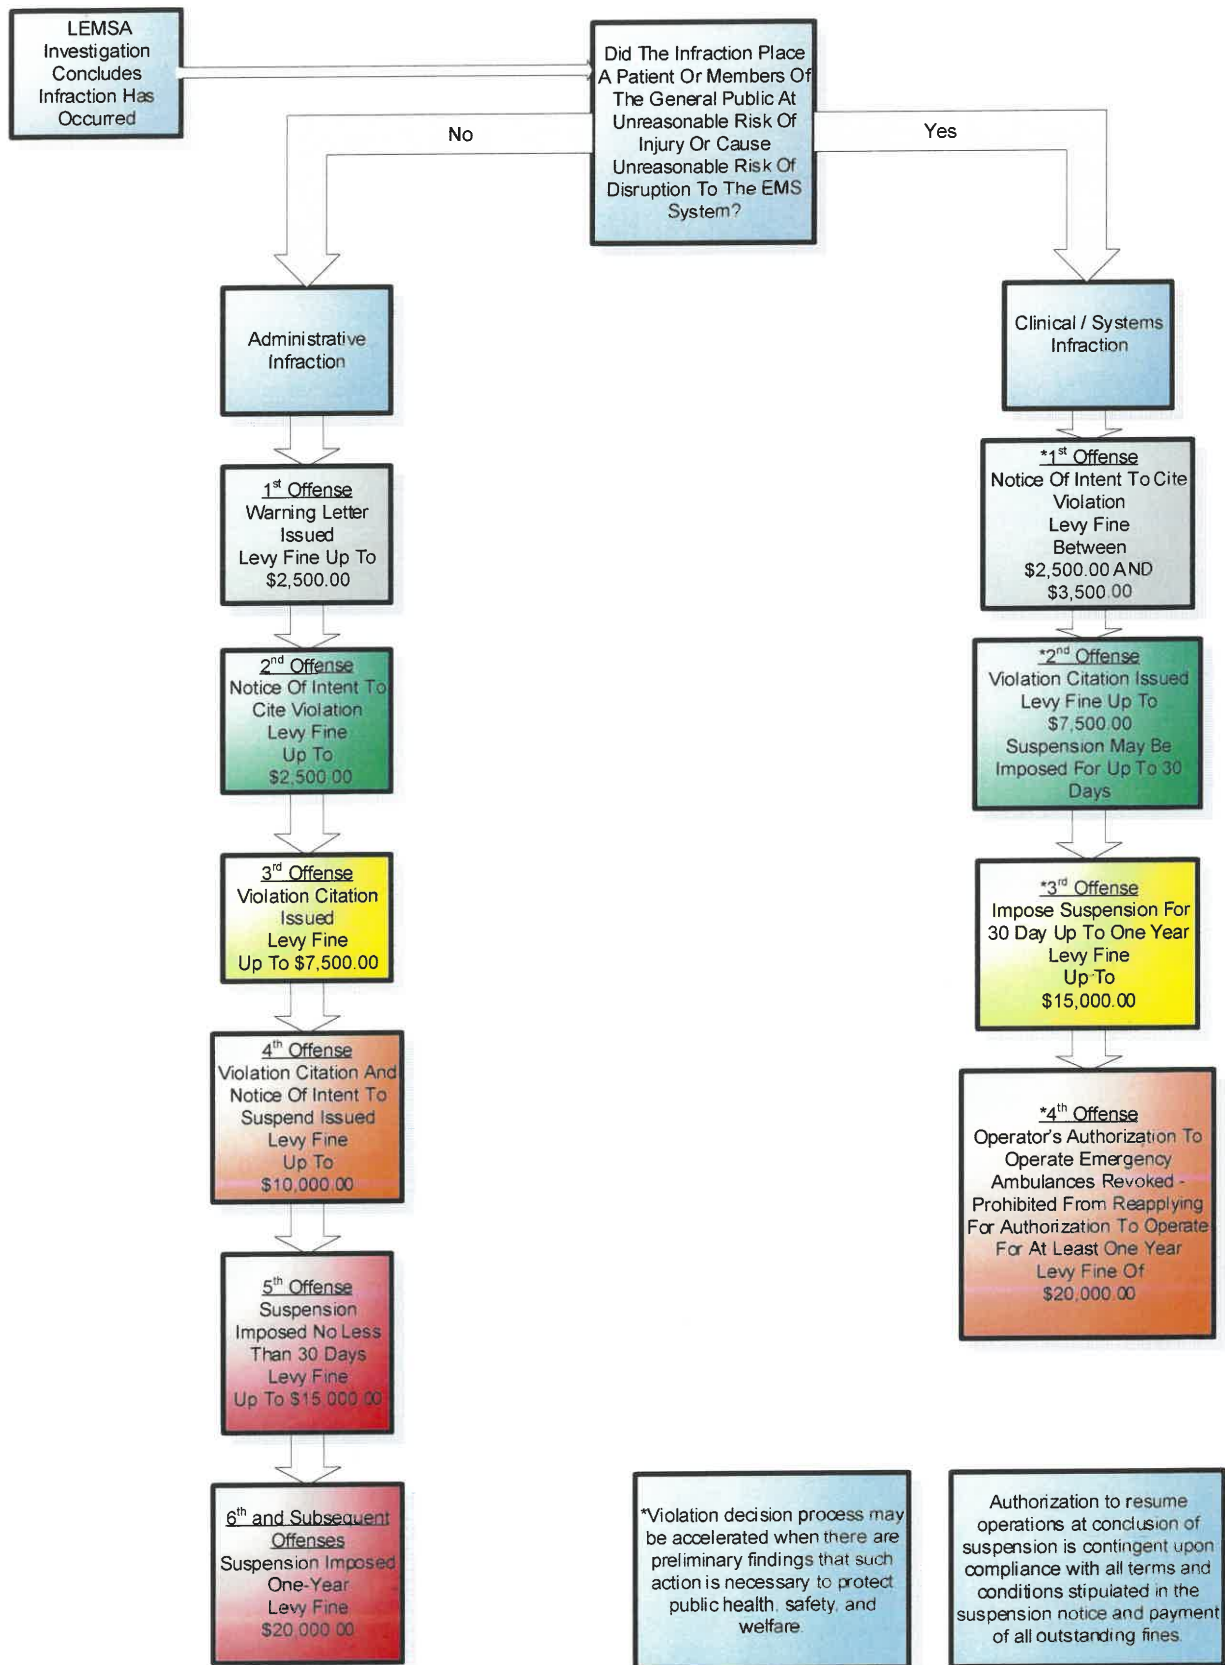 LEMSA
Investigation
Concludes
Infraction Has
Occurred
Did The Infraction Place
A Patient Or Members Of
The General Public At
Unreasonable Risk Of
Injury Or Cause
Unreasonable Risk Of
Disruption To The EMS
System?
No
Yes
Administrative
Infraction
1st Offense
Warning Letter
Issued
Levy Fine Up To
$2,500.00
2nd Offense
Notice Of Intent To
Cite Violation
Levy Fine
Up To
$2,500.00
3rd Offense
Violation Citation
Issued
Levy Fine
Up To $7,500.00
4th Offense
Violation Citation And
Notice Of Intent To
Suspend Issued
Levy Fine
Up To
$10,000.00
5th Offense
Suspension
Imposed No Less
Than 30 Days
Levy Fine
Up To $15,000.00
6th and Subsequent
Offenses
Suspension Imposed
One-Year
Levy Fine
$20,000.00
Clinical / Systems
Infraction
*1st Offense
Notice Of Intent To Cite
Violation
Levy Fine
Between
$2,500.00 AND
$3,500.00
*2nd Offense
Violation Citation Issued
Levy Fine Up To
$7,500.00
Suspension May Be
Imposed For Up To 30
Days
*3rd Offense
Impose Suspension For
30 Day Up To One Year
Levy Fine
Up To
$15,000.00
*4th Offense
Operator's Authorization To
Operate Emergency
Ambulances Revoked -
Prohibited From Reapplying
For Authorization To Operate
For At Least One Year
Levy Fine Of
$20,000.00
*Violation decision process may
be accelerated when there are
preliminary findings that such
action is necessary to protect
public health, safety, and
welfare.
Authorization to resume
operations at conclusion of
suspension is contingent upon
compliance with all terms and
conditions stipulated in the
suspension notice and payment
of all outstanding fines.